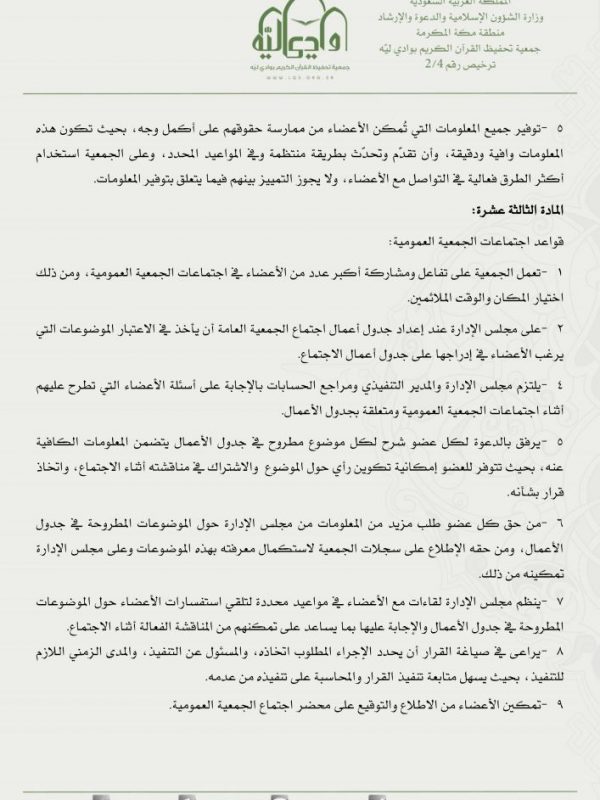 المملكة العربية السعودية
وزارة الشؤون الإسلامية والدعوة والإرشاد
منطقة مكة المكرمة
جمعية تحفيظ القرآن الكريم بوادي ليّه
ترخيص رقم 2/4
وادي ليّه
جمعية تحفيظ القرآن الكريم بوادي ليّه
٥ -توفير جميع المعلومات التي تُمكن الأعضاء من ممارسة حقوقهم على أكمل وجه، بحيث تكون هذه
المعلومات وافية ودقيقة، وأن تقدّم وتحدّث بطريقة منتظمة وفي المواعيد المحدد، وعلى الجمعية استخدام
أكثر الطرق فعالية في التواصل مع الأعضاء، ولا يجوز التمييز بينهم فيما يتعلق بتوفير المعلومات.
المادة الثالثة عشرة:
قواعد اجتماعات الجمعية العمومية:
١ -تعمل الجمعية على تفاعل ومشاركة أكبر عدد من الأعضاء في اجتماعات الجمعية العمومية، ومن ذلك
اختيار المكان والوقت الملائمين.
٢ -على مجلس الإدارة عند إعداد جدول أعمال اجتماع الجمعية العامة أن يأخذ في الاعتبار الموضوعات التي
يرغب الأعضاء في إدراجها على جدول أعمال الاجتماع.
٤ -يلتزم مجلس الإدارة والمدير التنفيذي ومراجع الحسابات بالإجابة على أسئلة الأعضاء التي تطرح عليهم
أثناء اجتماعات الجمعية العمومية ومتعلقة بجدول الأعمال.
٥ -يرفق بالدعوة لكل عضو شرح لكل موضوع مطروح في جدول الأعمال يتضمن المعلومات الكافية
عنه، بحيث تتوفر للعضو إمكانية تكوين رأي حول الموضوع والاشتراك في مناقشته أثناء الاجتماع، واتخاذ
قرار بشأنه.
٦ -من حق كل عضو طلب مزيد من المعلومات من مجلس الإدارة حول الموضوعات المطروحة في جدول
الأعمال، ومن حقه الإطلاع على سجلات الجمعية لاستكمال معرفته بهذه الموضوعات وعلى مجلس الإدارة
تمكينه من ذلك.
٧ -ينظم مجلس الإدارة لقاءات مع الأعضاء في مواعيد محددة لتلقي استفسارات الأعضاء حول الموضوعات
المطروحة في جدول الأعمال والإجابة عليها بما يساعد على تمكنهم من المناقشة الفعالة أثناء الاجتماع.
٨ -يراعى في صياغة القرار أن يحدد الإجراء المطلوب اتخاذه، والمسئول عن التنفيذ، والمدى الزمني اللازم
للتنفيذ، بحيث يسهل متابعة تنفيذ القرار والمحاسبة على تنفيذه من عدمه.
٩ -تمكين الأعضاء من الاطلاع والتوقيع على محضر اجتماع الجمعية العمومية.